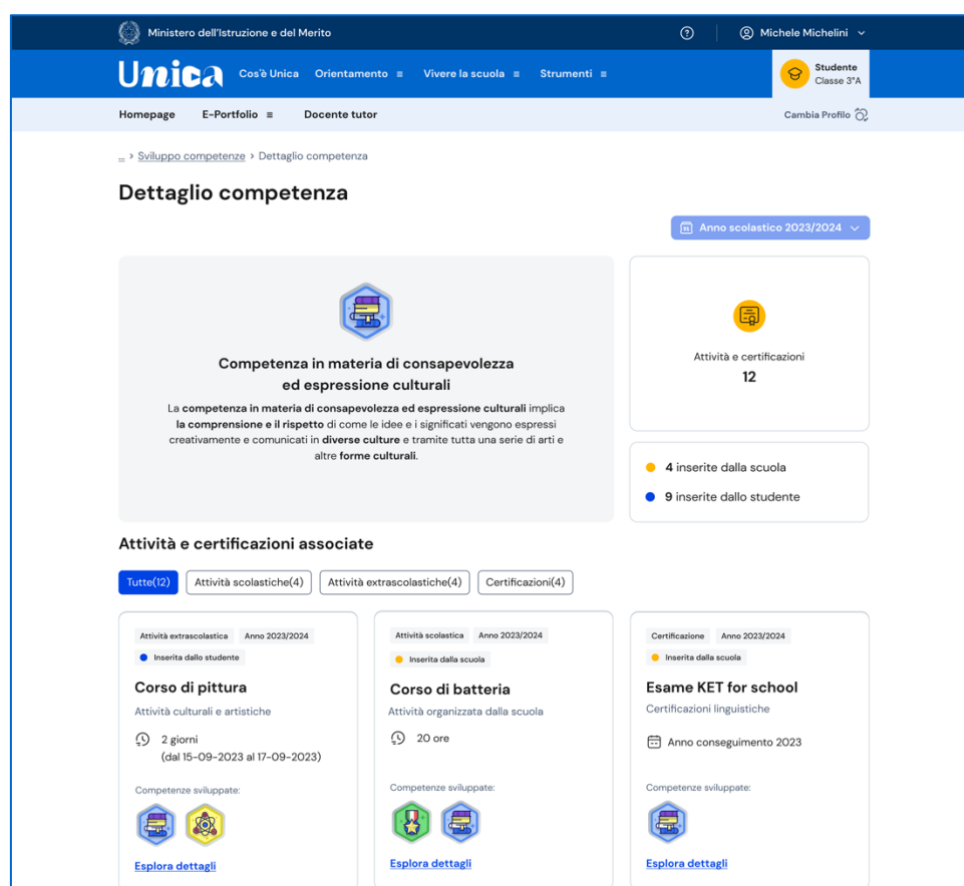 Ministero dell'Istruzione e del Merito
Michele Michelini
Unica
Cos'è Unica Orientamento Vivere la scuola Strumenti
Studente
Classe 3°A
Homepage E-Portfolio Docente tutor
Cambia Profilo
... > Sviluppo competenze > Dettaglio competenza
Dettaglio competenza
Anno scolastico 2023/2024
Competenza in materia di consapevolezza
ed espressione culturali
La competenza in materia di consapevolezza ed espressione culturali implica
la comprensione e il rispetto di come le idee e i significati vengono espressi
creativamente e comunicati in diverse culture e tramite tutta una serie di arti e
altre forme culturali.
Attività e certificazioni
12
4 inserite dalla scuola
9 inserite dallo studente
Attività e certificazioni associate
Tutte(12) Attività scolastiche(4) Attività extrascolastiche(4) Certificazioni(4)
Attività extrascolastica Anno 2023/2024
Inserita dallo studente
Corso di pittura
Attività culturali e artistiche
2 giorni
(dal 15-09-2023 al 17-09-2023)
Competenze sviluppate:
Esplora dettagli
Attività scolastica Anno 2023/2024
Inserita dalla scuola
Corso di batteria
Attività organizzata dalla scuola
20 ore
Competenze sviluppate:
Esplora dettagli
Certificazione Anno 2023/2024
Inserita dalla scuola
Esame KET for school
Certificazioni linguistiche
Anno conseguimento 2023
Competenze sviluppate:
Esplora dettagli